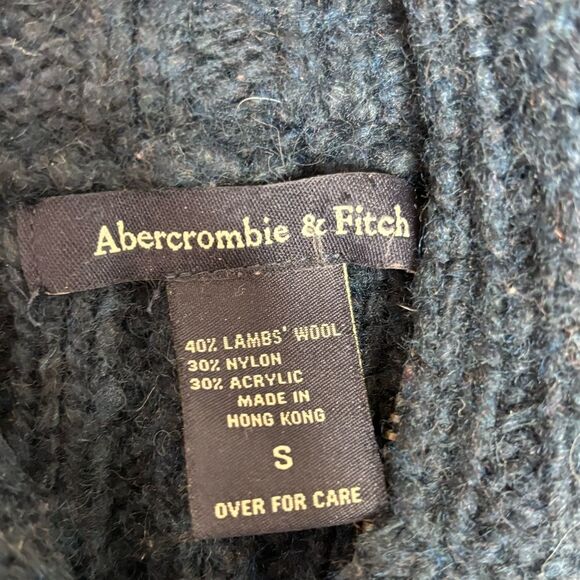 Abercrombie & Fitch
40% LAMBS' WOOL
30% NYLON
30% ACRYLIC
MADE IN
HONG KONG
S
OVER FOR CARE